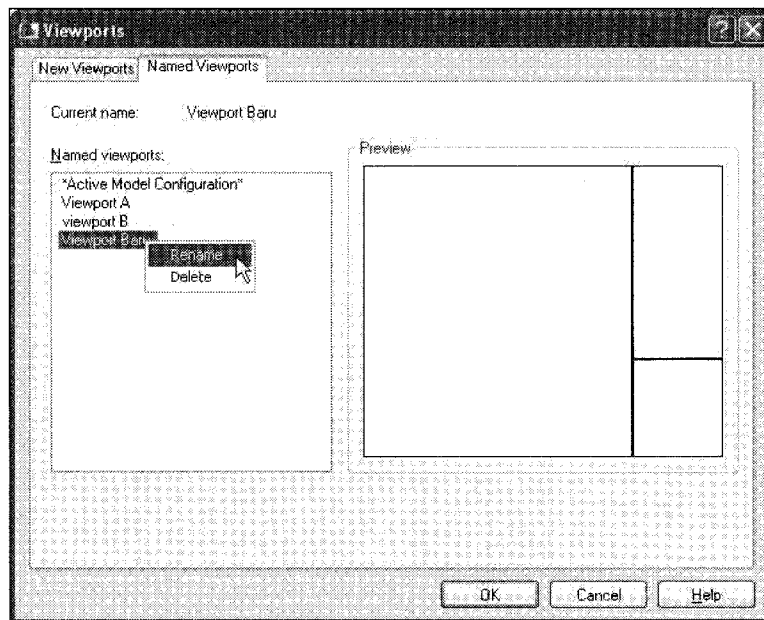 Viewports
New Viewports Named Viewports
Current name: Viewport Baru
Named viewports:
Preview
*Active Model Configuration*
Viewport A
viewport B
Viewport Baru
Rename
Delete
OK Cancel Help